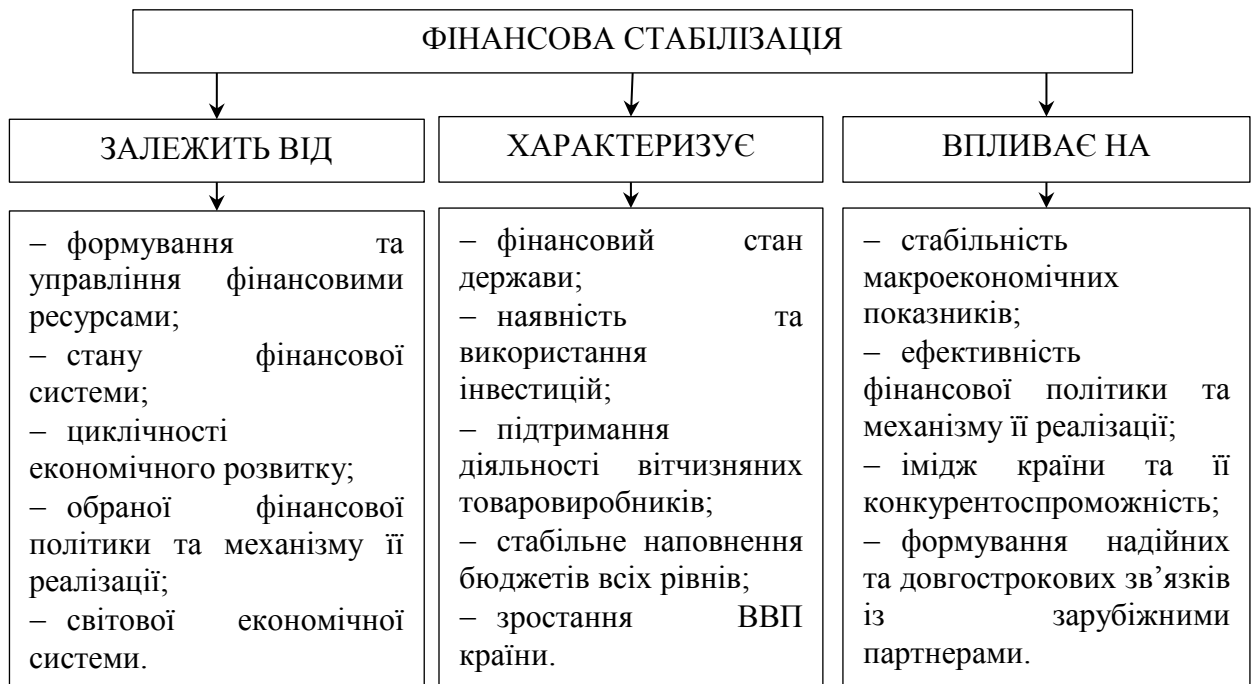 ФІНАНСОВА СТАБІЛІЗАЦІЯ
ЗАЛЕЖИТЬ ВІД
– формування та
управління фінансовими
ресурсами;
– стану фінансової
системи;
– циклічності
економічного розвитку;
– обраної фінансової
політики та механізму її
реалізації;
– світової економічної
системи.
ХАРАКТЕРИЗУЄ
– фінансовий стан
держави;
– наявність та
використання
інвестицій;
– підтримання
діяльності вітчизняних
товаровиробників;
– стабільне наповнення
бюджетів всіх рівнів;
– зростання ВВП
країни.
ВПЛИВАЄ НА
– стабільність
макроекономічних
показників;
– ефективність
фінансової політики та
механізму її реалізації;
– імідж країни та її
конкурентоспроможність;
– формування надійних
та довгострокових зв’язків
із зарубіжними
партнерами.